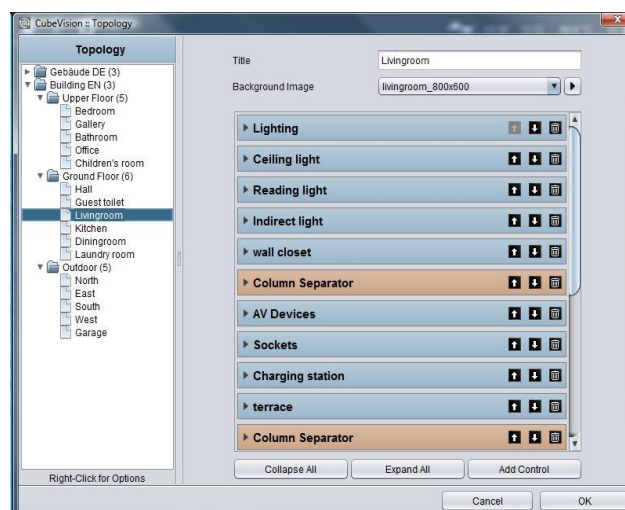 CubeVision :: Topology
Topology
Gebäude DE (3)
Building EN (3)
Upper Floor (5)
Bedroom
Gallery
Bathroom
Office
Children's room
Ground Floor (6)
Hall
Guest toilet
Livingroom
Kitchen
Diningroom
Laundry room
Outdoor (5)
North
East
South
West
Garage
Right-Click for Options
Title Livingroom
Background Image livingroom_800x600
Lighting
Ceiling light
Reading light
Indirect light
wall closet
Column Separator
AV Devices
Sockets
Charging station
terrace
Column Separator
Collapse All Expand All Add Control
Cancel OK